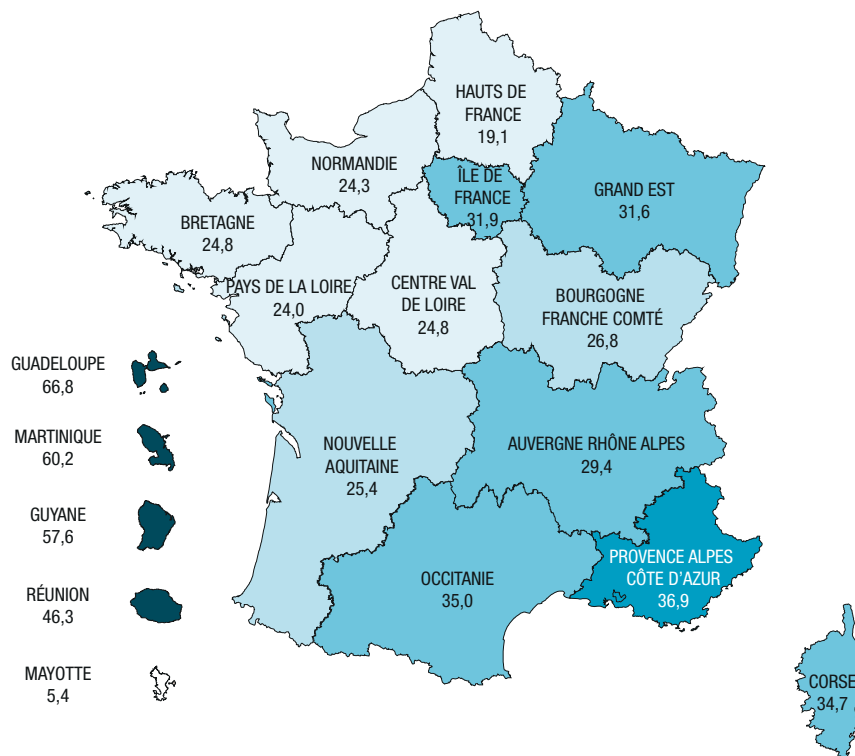 HAUTS DE
FRANCE
19,1
NORMANDIE
24,3
ÎLE DE
FRANCE
31,9
GRAND EST
31,6
BRETAGNE
24,8
PAYS DE LA LOIRE
24,0
CENTRE VAL
DE LOIRE
24,8
BOURGOGNE
FRANCHE COMTÉ
26,8
GUADELOUPE
66,8
MARTINIQUE
60,2
GUYANE
57,6
RÉUNION
46,3
MAYOTTE
5,4
NOUVELLE
AQUITAINE
25,4
AUVERGNE RHÔNE ALPES
29,4
OCCITANIE
35,0
PROVENCE ALPES
CÔTE D'AZUR
36,9
CORSE
34,7